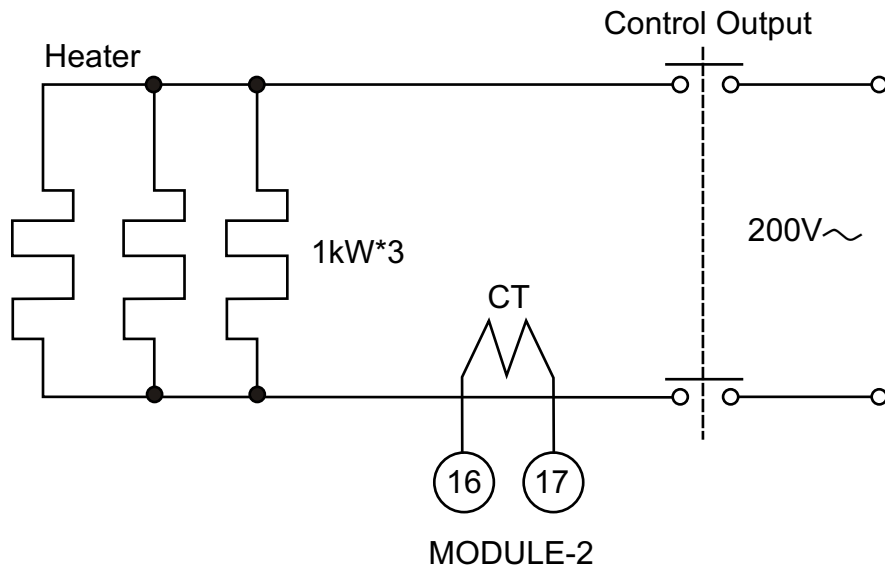 Control Output
Heater
1kW*3
200V～
CT
16
17
MODULE-2